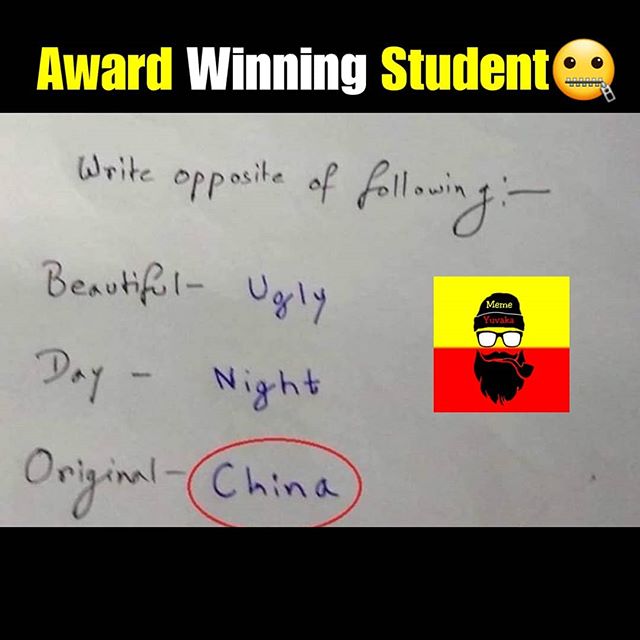 Award Winning Student
Write opposite of following:—
Beautiful- Ugly
Day - Night
Original- China
Meme
Yuvaka